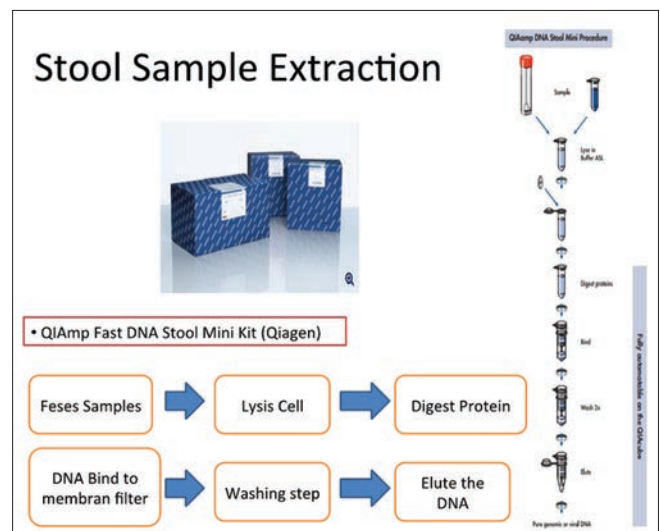 Stool Sample Extraction
• QIAmp Fast DNA Stool Mini Kit (Qiagen)
Feses Samples
Lysis Cell
Digest Protein
DNA Bind to
membran filter
Washing step
Elute the
DNA
QIAamp DNA Stool Mini Procedure
Sample
Lyse in
Buffer ASL
Digest proteins
Bind
Wash 2x
Elute
Pure genomic or viral DNA
Fully automatable on the QIAcube